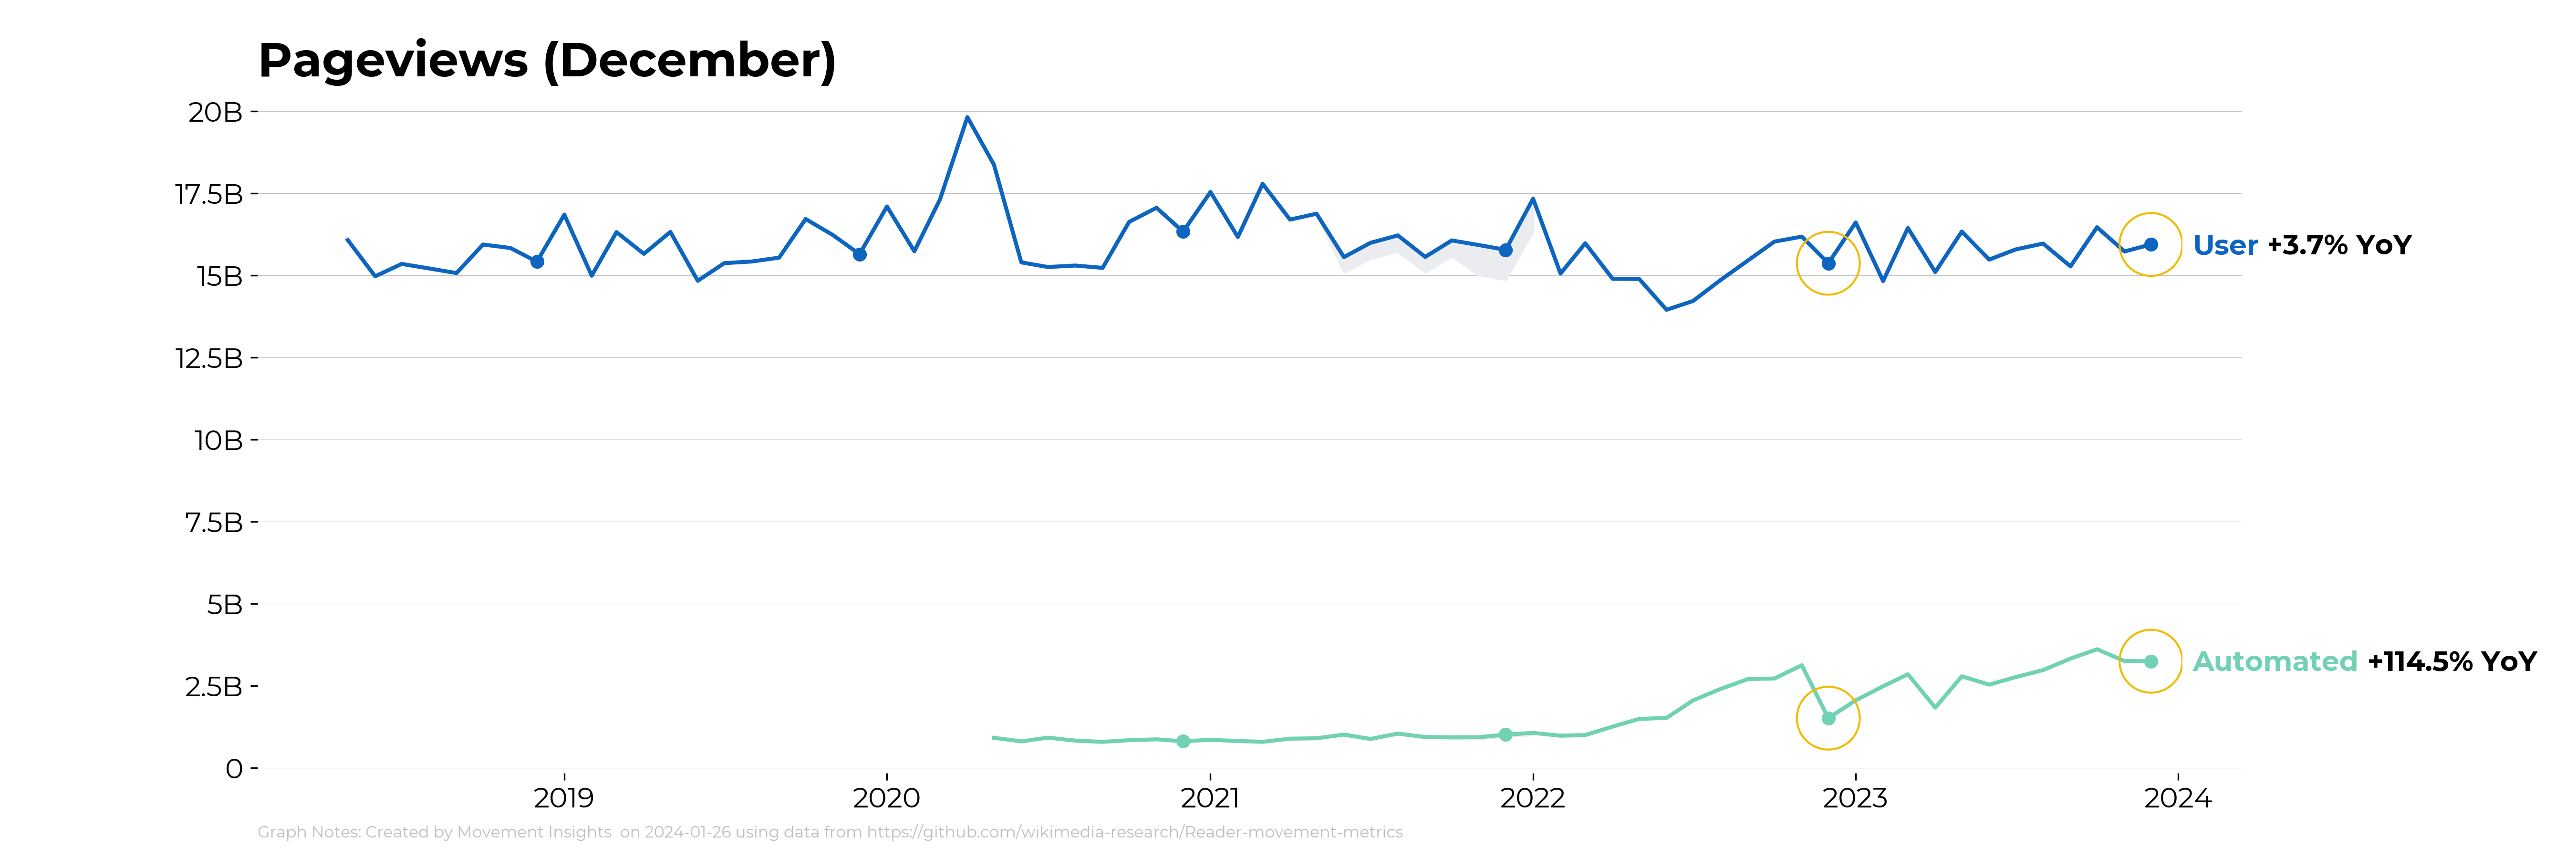 Pageviews (December)
20B
17.5B
15B
12.5B
10B
7.5B
5B
2.5B
0
User +3.7% YoY
Automated +114.5% YoY
2019 2020 2021 2022 2023 2024
Graph Notes: Created by Movement Insights  on 2024-01-26 using data from https://github.com/wikimedia-research/Reader-movement-metrics